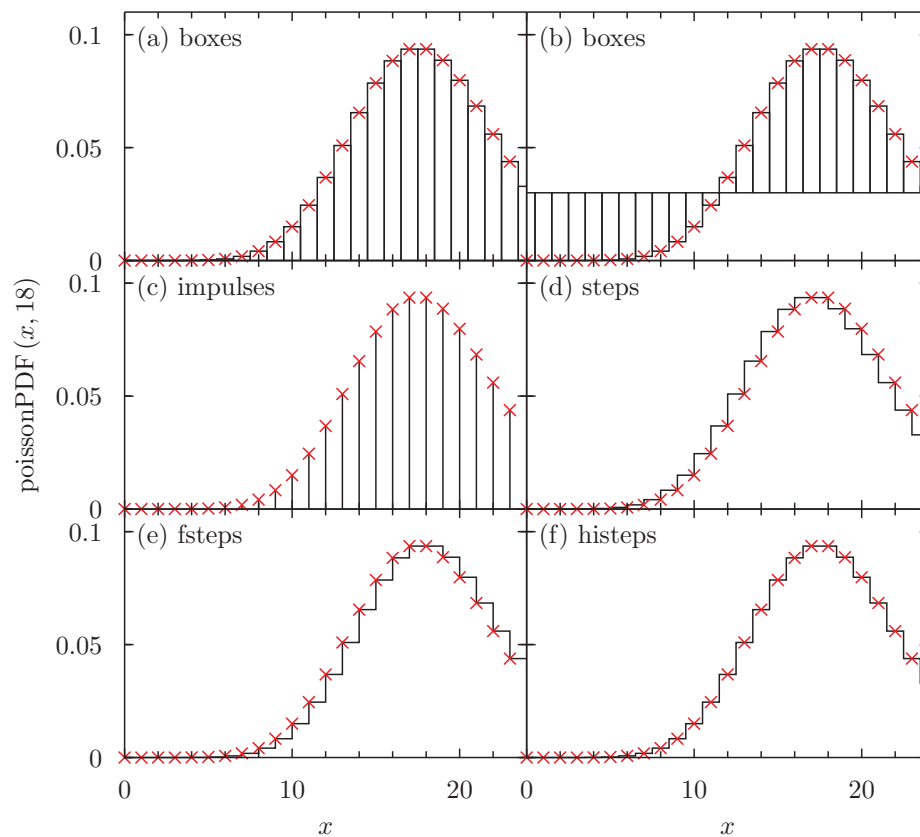 0.1
(a) boxes
(b) boxes
0.05
0
0.1
(c) impulses
(d) steps
0.05
poissonPDF (x, 18)
0
0.1
(e) fsteps
(f) histeps
0.05
0
0 10 20 0 10 20
x x